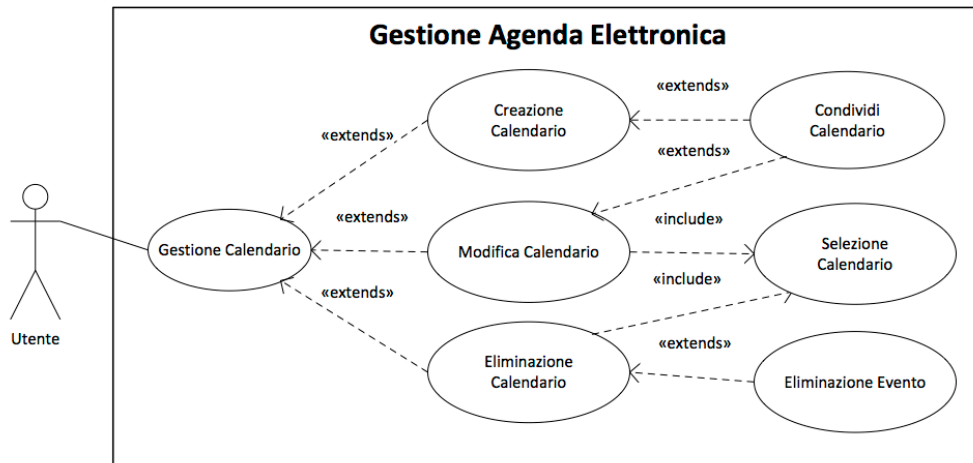 Gestione Agenda Elettronica
Creazione
Calendario
«extends»
Condividi
Calendario
«extends»
«extends»
Gestione Calendario
«extends»
Modifica Calendario
«include»
Selezione
Calendario
«extends»
«include»
Eliminazione
Calendario
«extends»
Eliminazione Evento
Utente